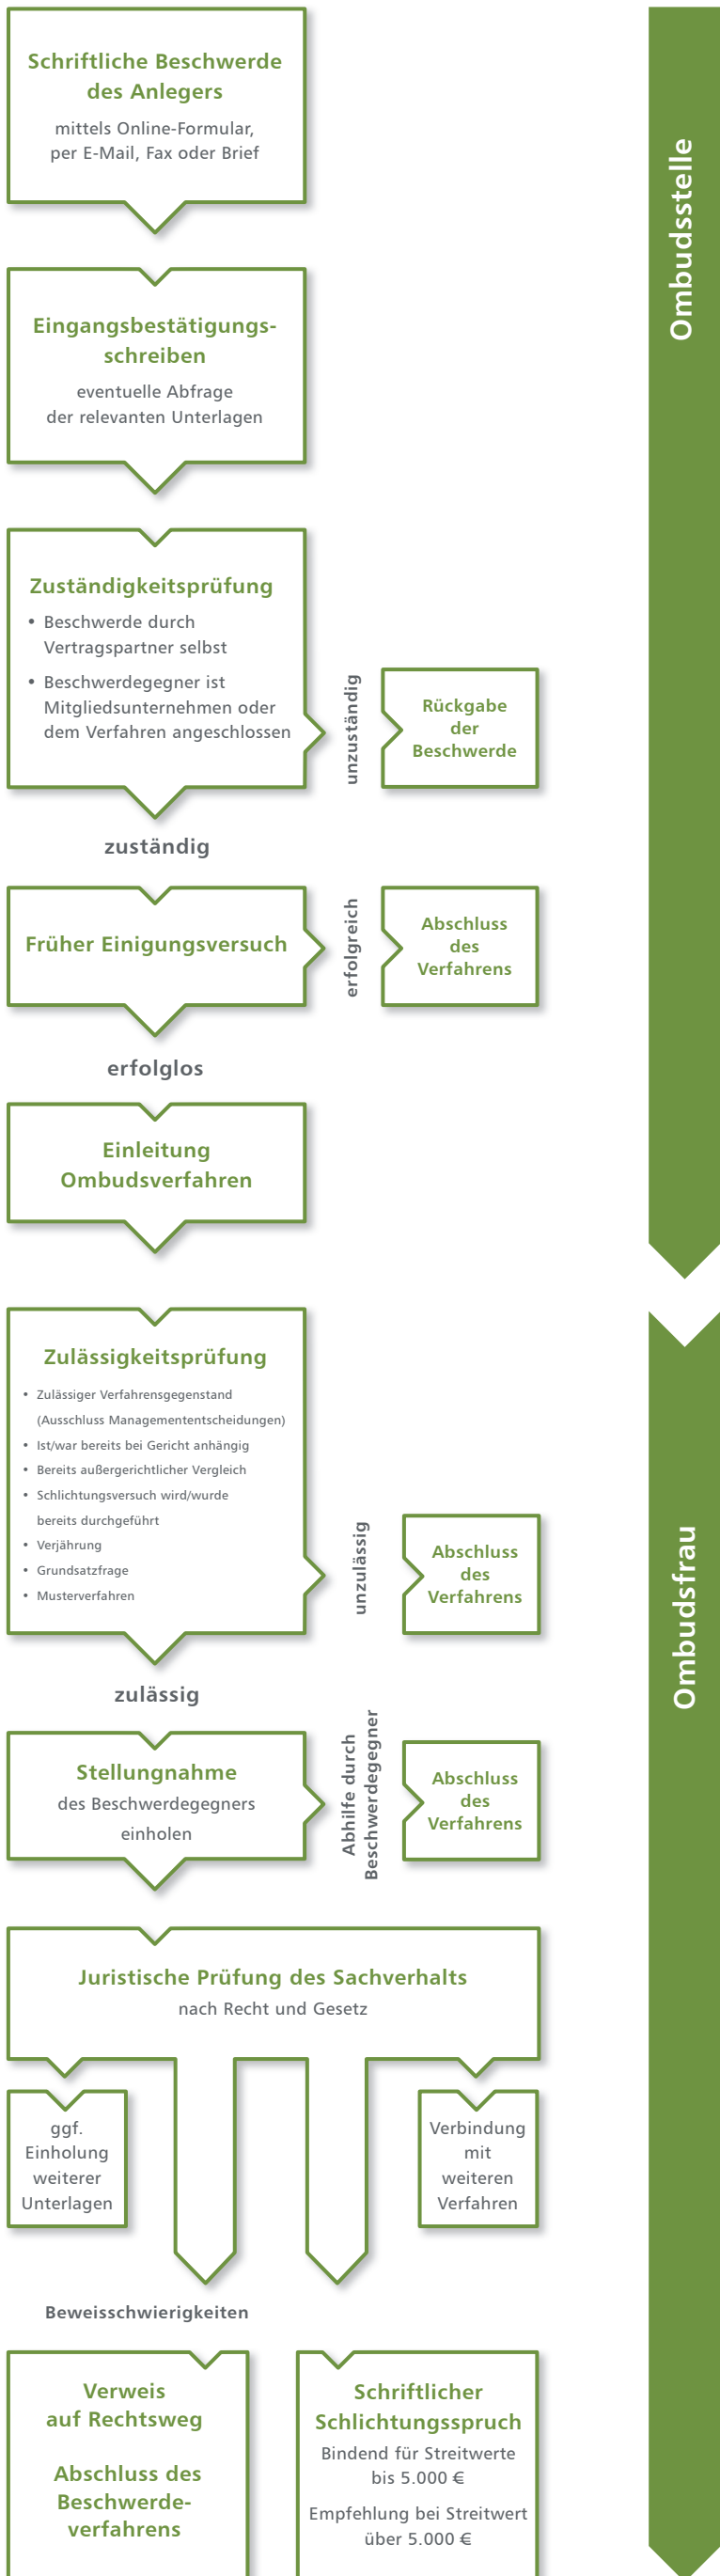 Schriftliche Beschwerde
des Anlegers
mittels Online-Formular,
per E-Mail, Fax oder Brief
Ombudsstelle
Eingangsbestätigungs-
schreiben
eventuelle Abfrage
der relevanten Unterlagen
Zuständigkeitsprüfung
• Beschwerde durch
Vertragspartner selbst
• Beschwerdegegner ist
Mitgliedsunternehmen oder
dem Verfahren angeschlossen
unzuständig
Rückgabe
der
Beschwerde
zuständig
Früher Einigungsversuch
erfolgreich
Abschluss
des
Verfahrens
erfolglos
Einleitung
Ombudsverfahren
Zulässigkeitsprüfung
• Zulässiger Verfahrensgegenstand
(Ausschluss Managemententscheidungen)
• Ist/war bereits bei Gericht anhängig
• Bereits außergerichtlicher Vergleich
• Schlichtungsversuch wird/wurde
bereits durchgeführt
• Verjährung
• Grundsatzfrage
• Musterverfahren
unzulässig
Abschluss
des
Verfahrens
Ombudsfrau
zulässig
Stellungnahme
des Beschwerdegegners
einholen
Abhilfe durch
Beschwerdegegner
Abschluss
des
Verfahrens
Juristische Prüfung des Sachverhalts
nach Recht und Gesetz
ggf.
Einholung
weiterer
Unterlagen
Verbindung
mit
weiteren
Verfahren
Beweisschwierigkeiten
Verweis
auf Rechtsweg
Abschluss des
Beschwerde-
verfahrens
Schriftlicher
Schlichtungsspruch
Bindend für Streitwerte
bis 5.000 €
Empfehlung bei Streitwert
über 5.000 €